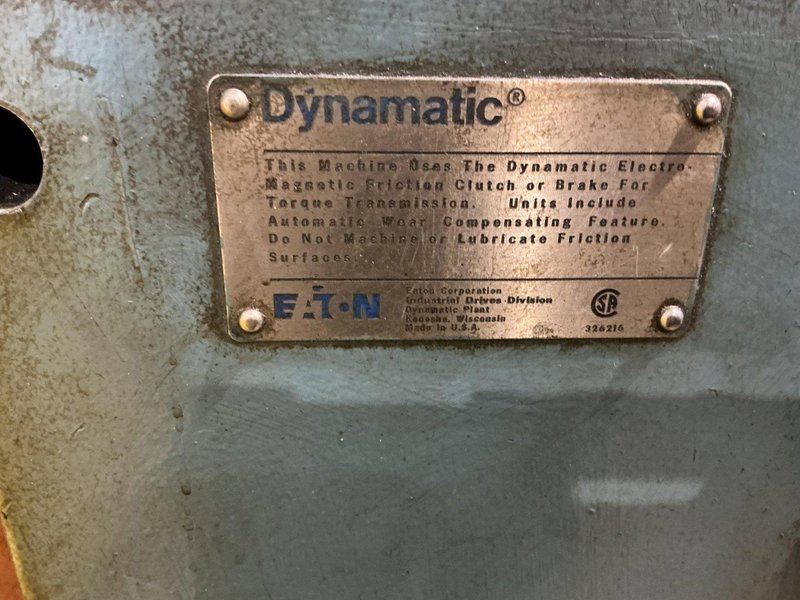 Dynamatic®
This Machine Uses The Dynamatic Electro-
Magnetic Friction Clutch or Brake For
Torque Transmission. Units Include
Automatic Wear Compensating Feature.
Do Not Machine or Lubricate Friction
Surfaces.
EATON
Eaton Corporation
Industrial Drives Division
Dynamatic Plant
Kenosha, Wisconsin
Made in U.S.A.
SA
326216